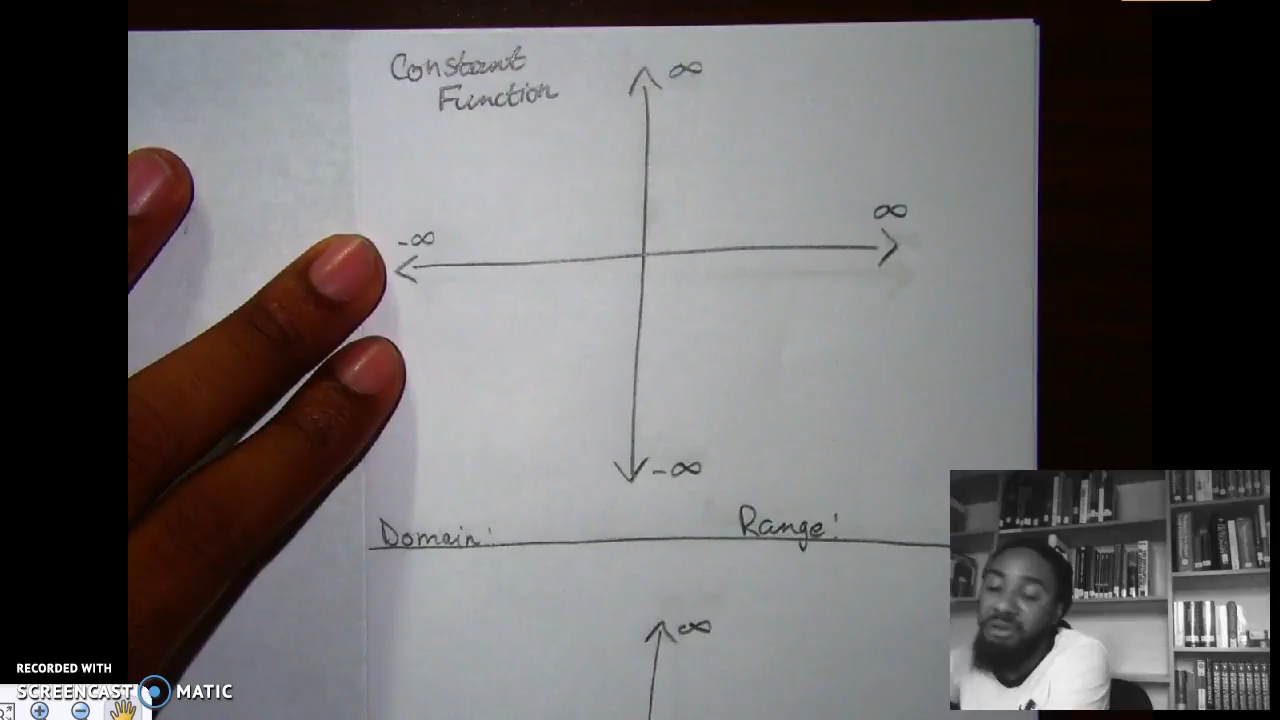 Constant
Function
∞
∞
-∞
-∞
Domain:
Range:
∞
RECORDED WITH
SCREENCAST MATIC